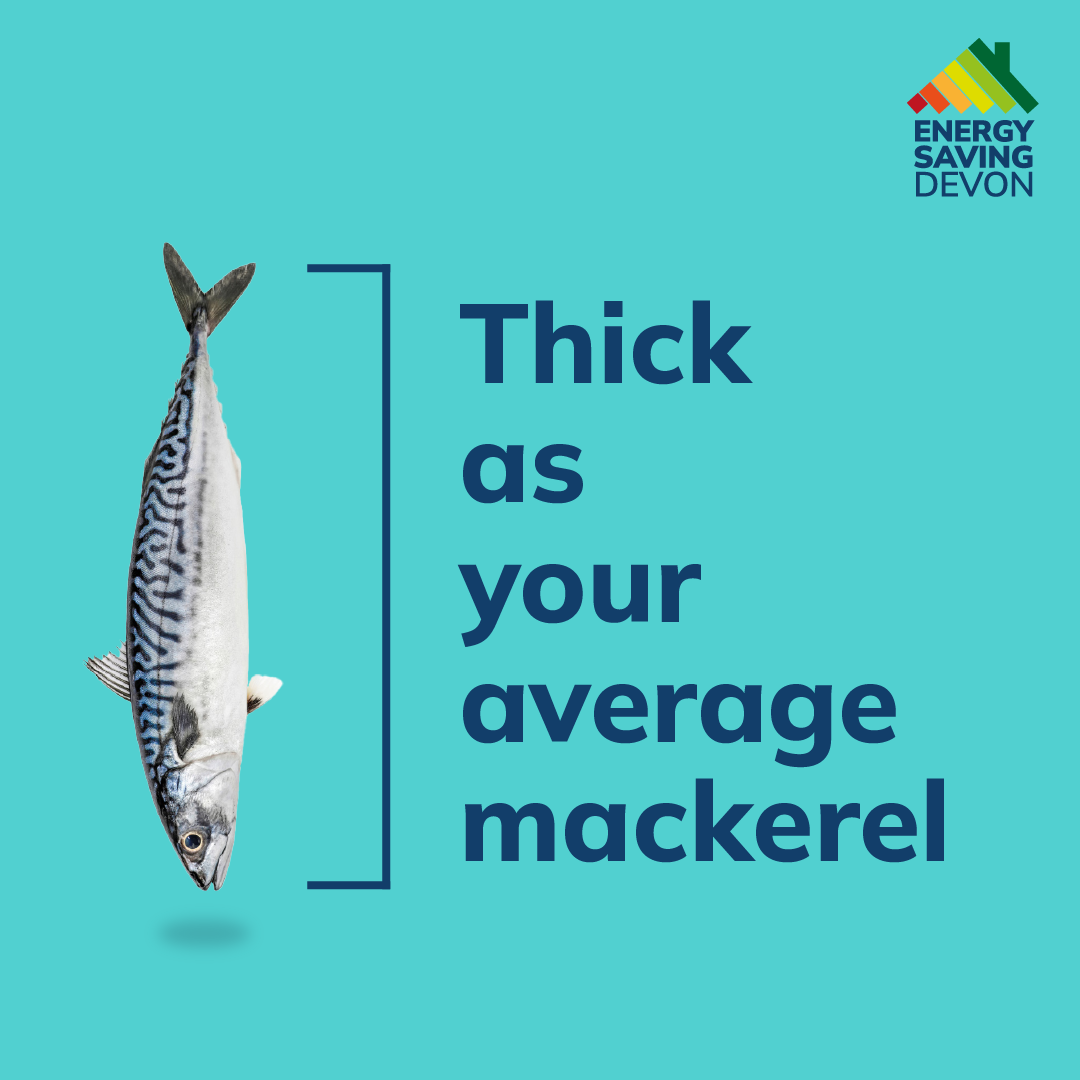 ENERGY
SAVING
DEVON
Thick
as
your
average
mackerel